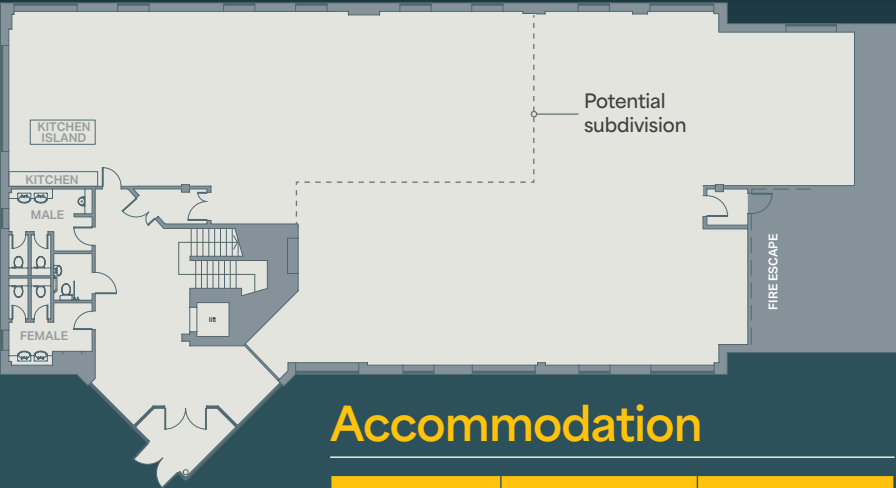 Potential
subdivision
KITCHEN
ISLAND
KITCHEN
MALE
FIRE ESCAPE
lift
FEMALE
Accommodation